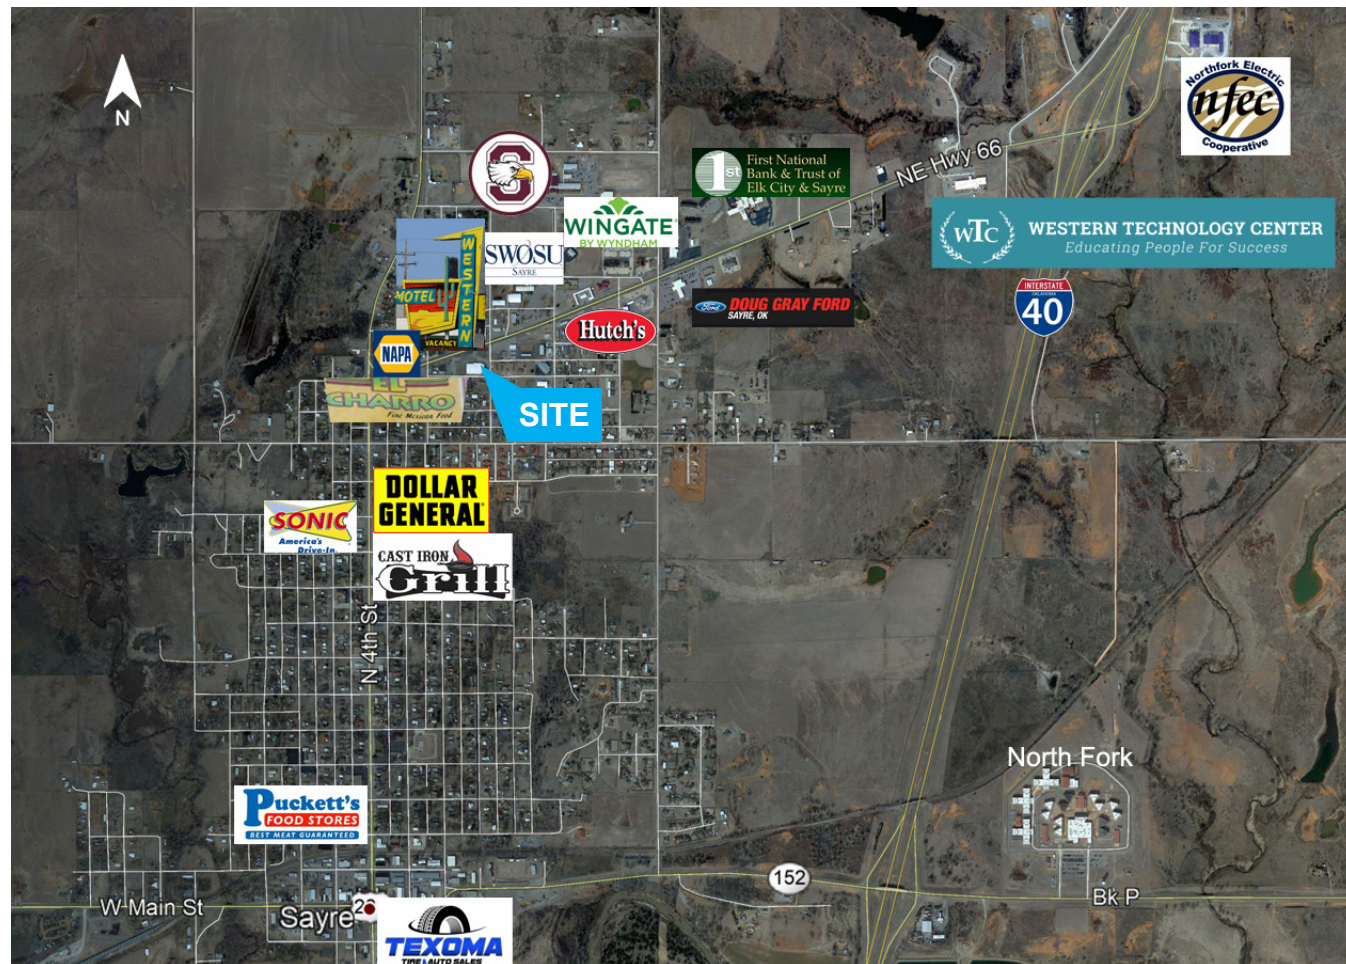 N
S
Northfork Electric
nfec
Cooperative
1st
First National
Bank & Trust of
Elk City & Sayre
NE Hwy 66
WINGATE
BY WYNDHAM
WTC
WESTERN TECHNOLOGY CENTER
Educating People For Success
WESTERN
MOTEL
VACANCY
SWOSU
SAYRE
INTERSTATE
OKLAHOMA
40
Ford
DOUG GRAY FORD
SAYRE, OK
Hutch's
NAPA
EL
CHARRO
Fine Mexican Food
SITE
DOLLAR
GENERAL
SONIC
America's
Drive-In
CAST IRON
Grill
N 4th St
North Fork
Puckett's
FOOD STORES
BEST MEAT GUARANTEED
152
Bk P
W Main St
Sayre
TEXOMA
TIRE & AUTO SALES